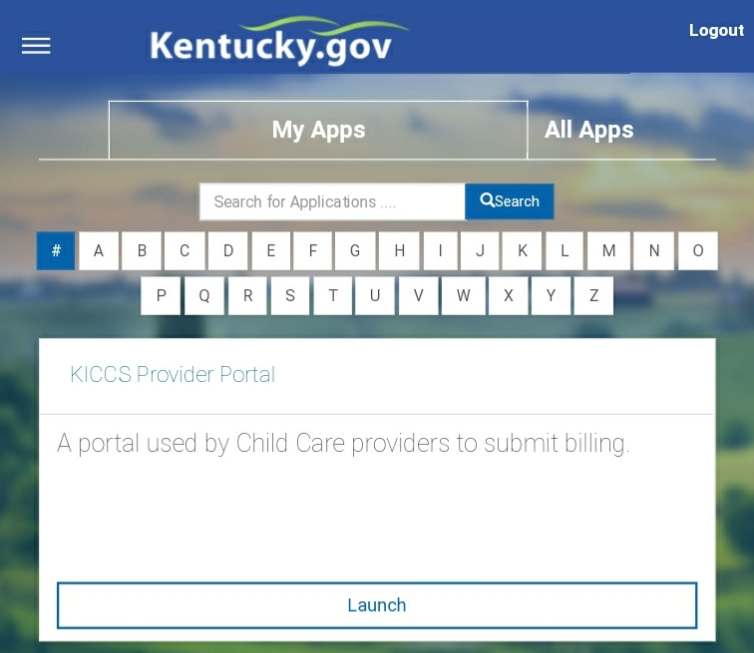 Kentucky.gov
Logout
My Apps All Apps
Search for Applications .... Search
# A B C D E F G H I J K L M N O
P Q R S T U V W X Y Z
KICCS Provider Portal
A portal used by Child Care providers to submit billing.
Launch